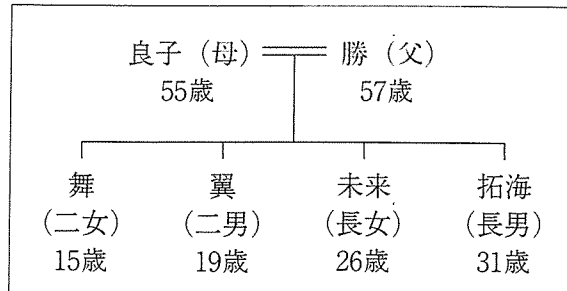 良子（母） 勝（父）
55歳 57歳
舞 翼 未来 拓海
（二女） （二男） （長女） （長男）
15歳 19歳 26歳 31歳